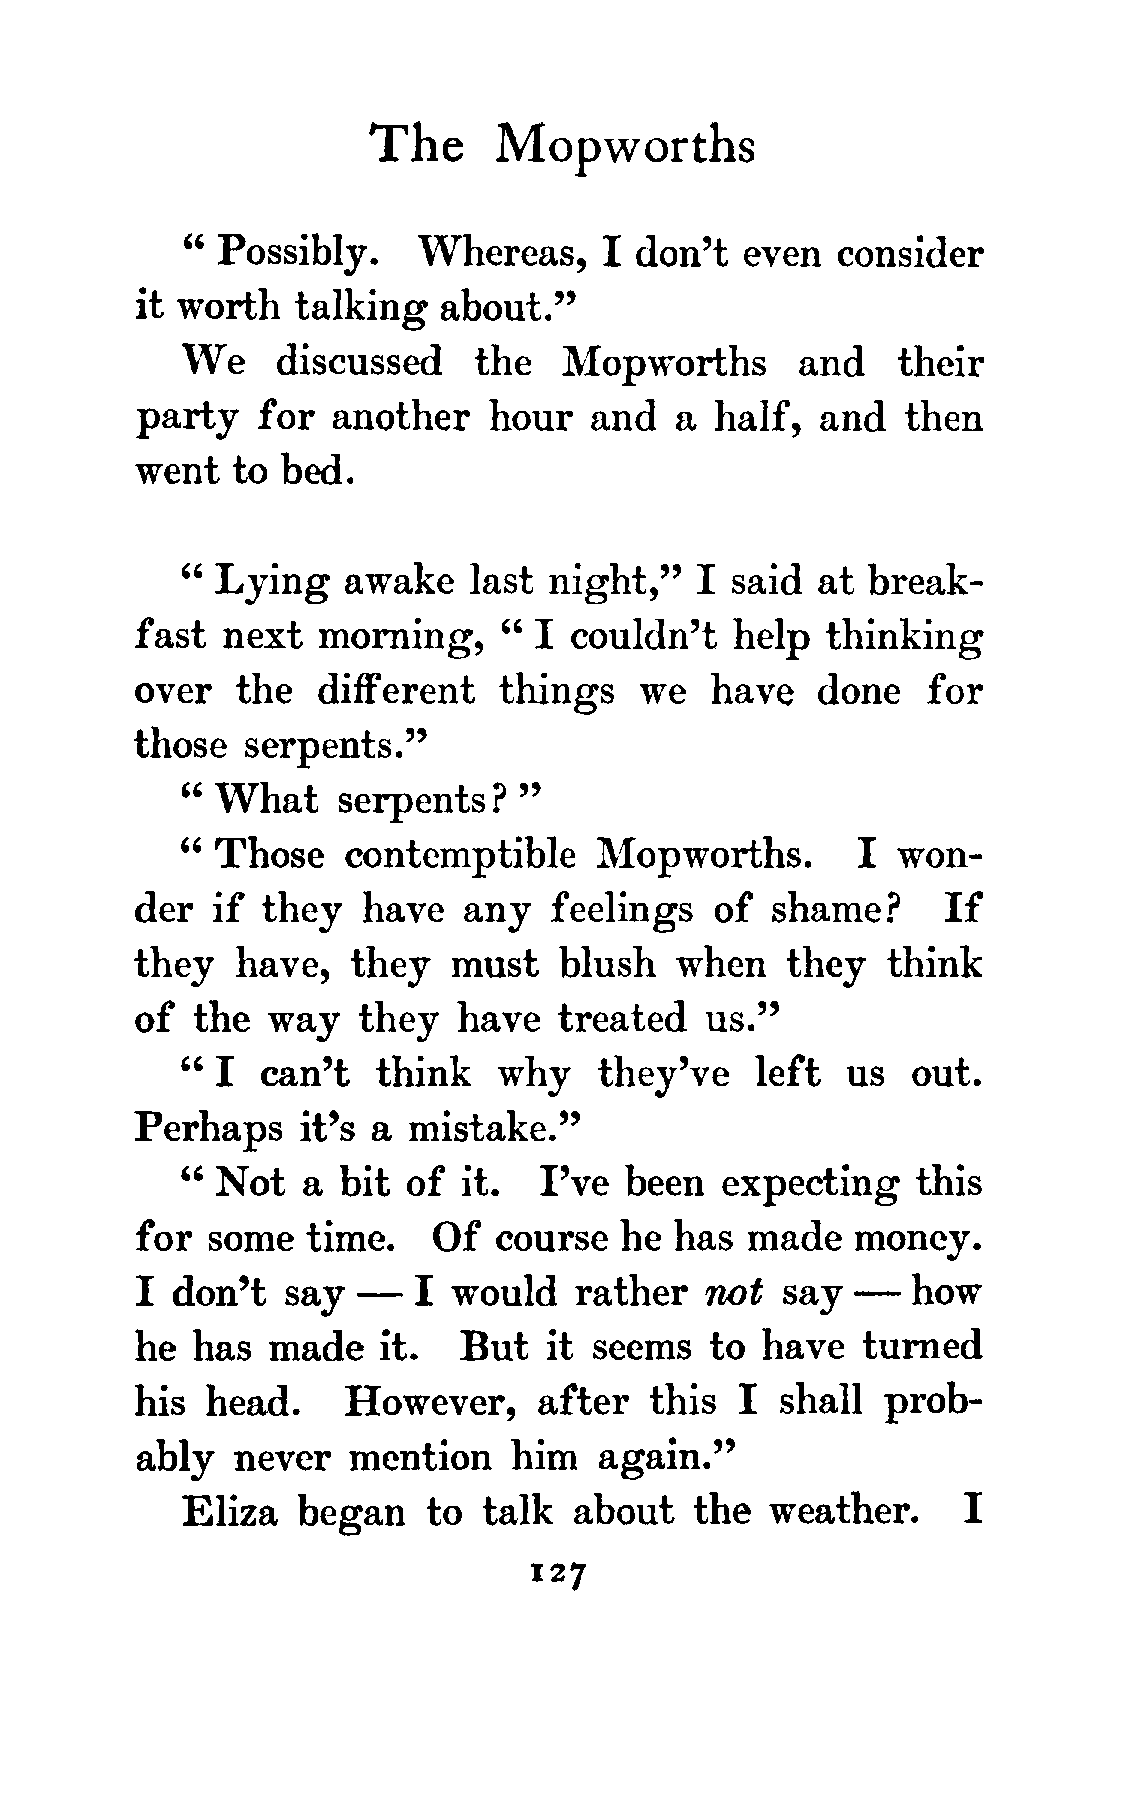 The Mopworths
“ Possibly. Whereas, I don’t even consider
it worth talking about.”
We discussed the Mopworths and their
party for another hour and a half, and then
went to bed.
“ Lying awake last night,” I said at break-
fast next morning, “ I couldn’t help thinking
over the different things we have done for
those serpents.”
“ What serpents? ”
“ Those contemptible Mopworths. I won-
der if they have any feelings of shame? If
they have, they must blush when they think
of the way they have treated us.”
“ I can’t think why they’ve left us out.
Perhaps it’s a mistake.”
“ Not a bit of it. I’ve been expecting this
for some time. Of course he has made money.
I don’t say — I would rather not say — how
he has made it. But it seems to have turned
his head. However, after this I shall prob-
ably never mention him again.”
Eliza began to talk about the weather. I
127